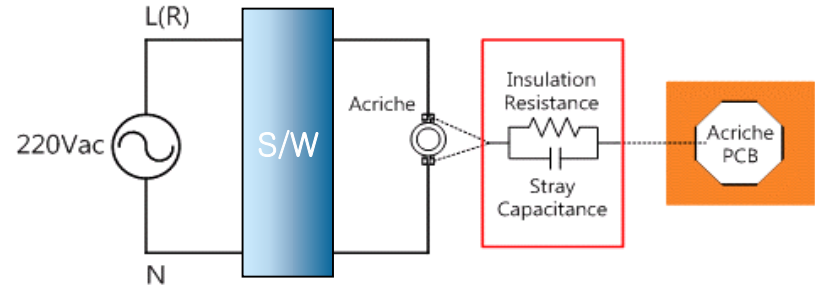 L(R)
220Vac
N
S/W
Acriche
Insulation
Resistance
Stray
Capacitance
Acriche
PCB